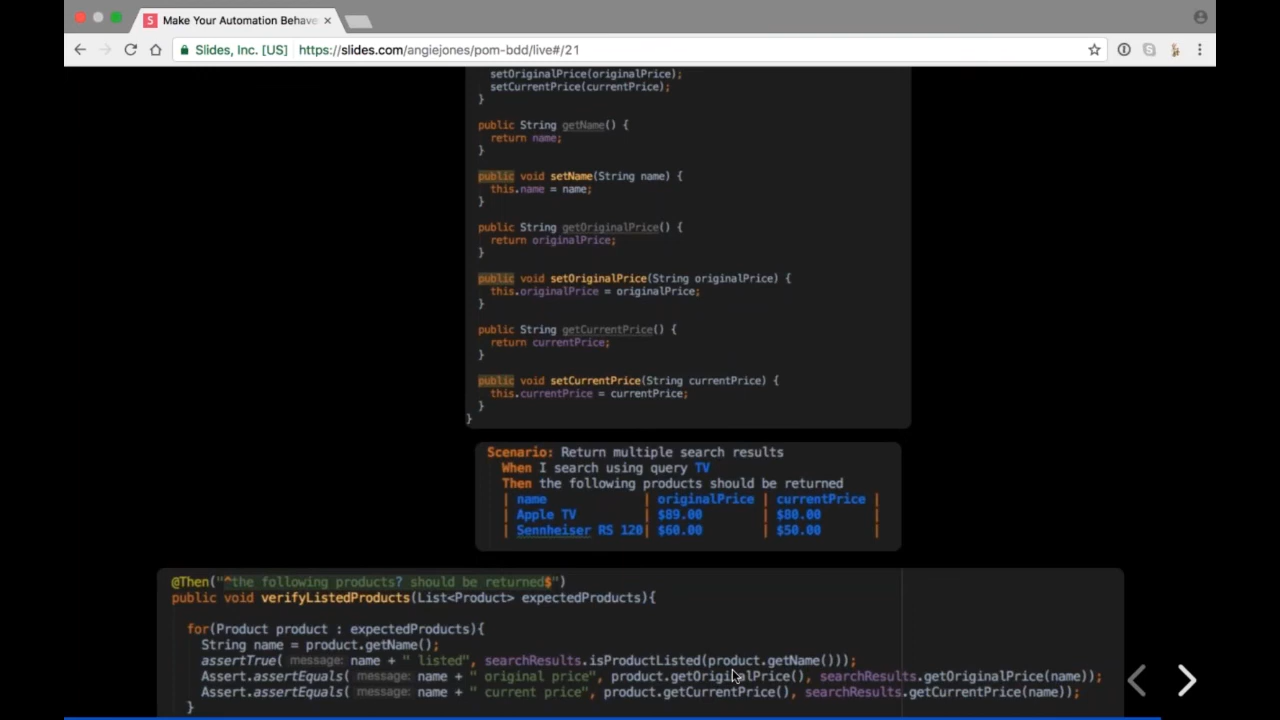 Make Your Automation Behave
Slides, Inc. [US] https://slides.com/angiejones/pom-bdd/live#/21
setOriginalPrice(originalPrice);
setCurrentPrice(currentPrice);
}
public String getName() {
return name;
}
public void setName(String name) {
this.name = name;
}
public String getOriginalPrice() {
return originalPrice;
}
public void setOriginalPrice(String originalPrice) {
this.originalPrice = originalPrice;
}
public String getCurrentPrice() {
return currentPrice;
}
public void setCurrentPrice(String currentPrice) {
this.currentPrice = currentPrice;
}
}
Scenario: Return multiple search results
When I search using query TV
Then the following products should be returned
| name | originalPrice | currentPrice |
| Apple TV | $89.00 | $80.00 |
| Sennheiser RS 120| $60.00 | $50.00 |
@Then("^the following products? should be returned$")
public void verifyListedProducts(List<Product> expectedProducts){
for(Product product : expectedProducts){
String name = product.getName();
assertTrue( message: name + " listed", searchResults.isProductListed(product.getName()));
Assert.assertEquals( message: name + " original price", product.getOriginalPrice(), searchResults.getOriginalPrice(name));
Assert.assertEquals( message: name + " current price", product.getCurrentPrice(), searchResults.getCurrentPrice(name));
}